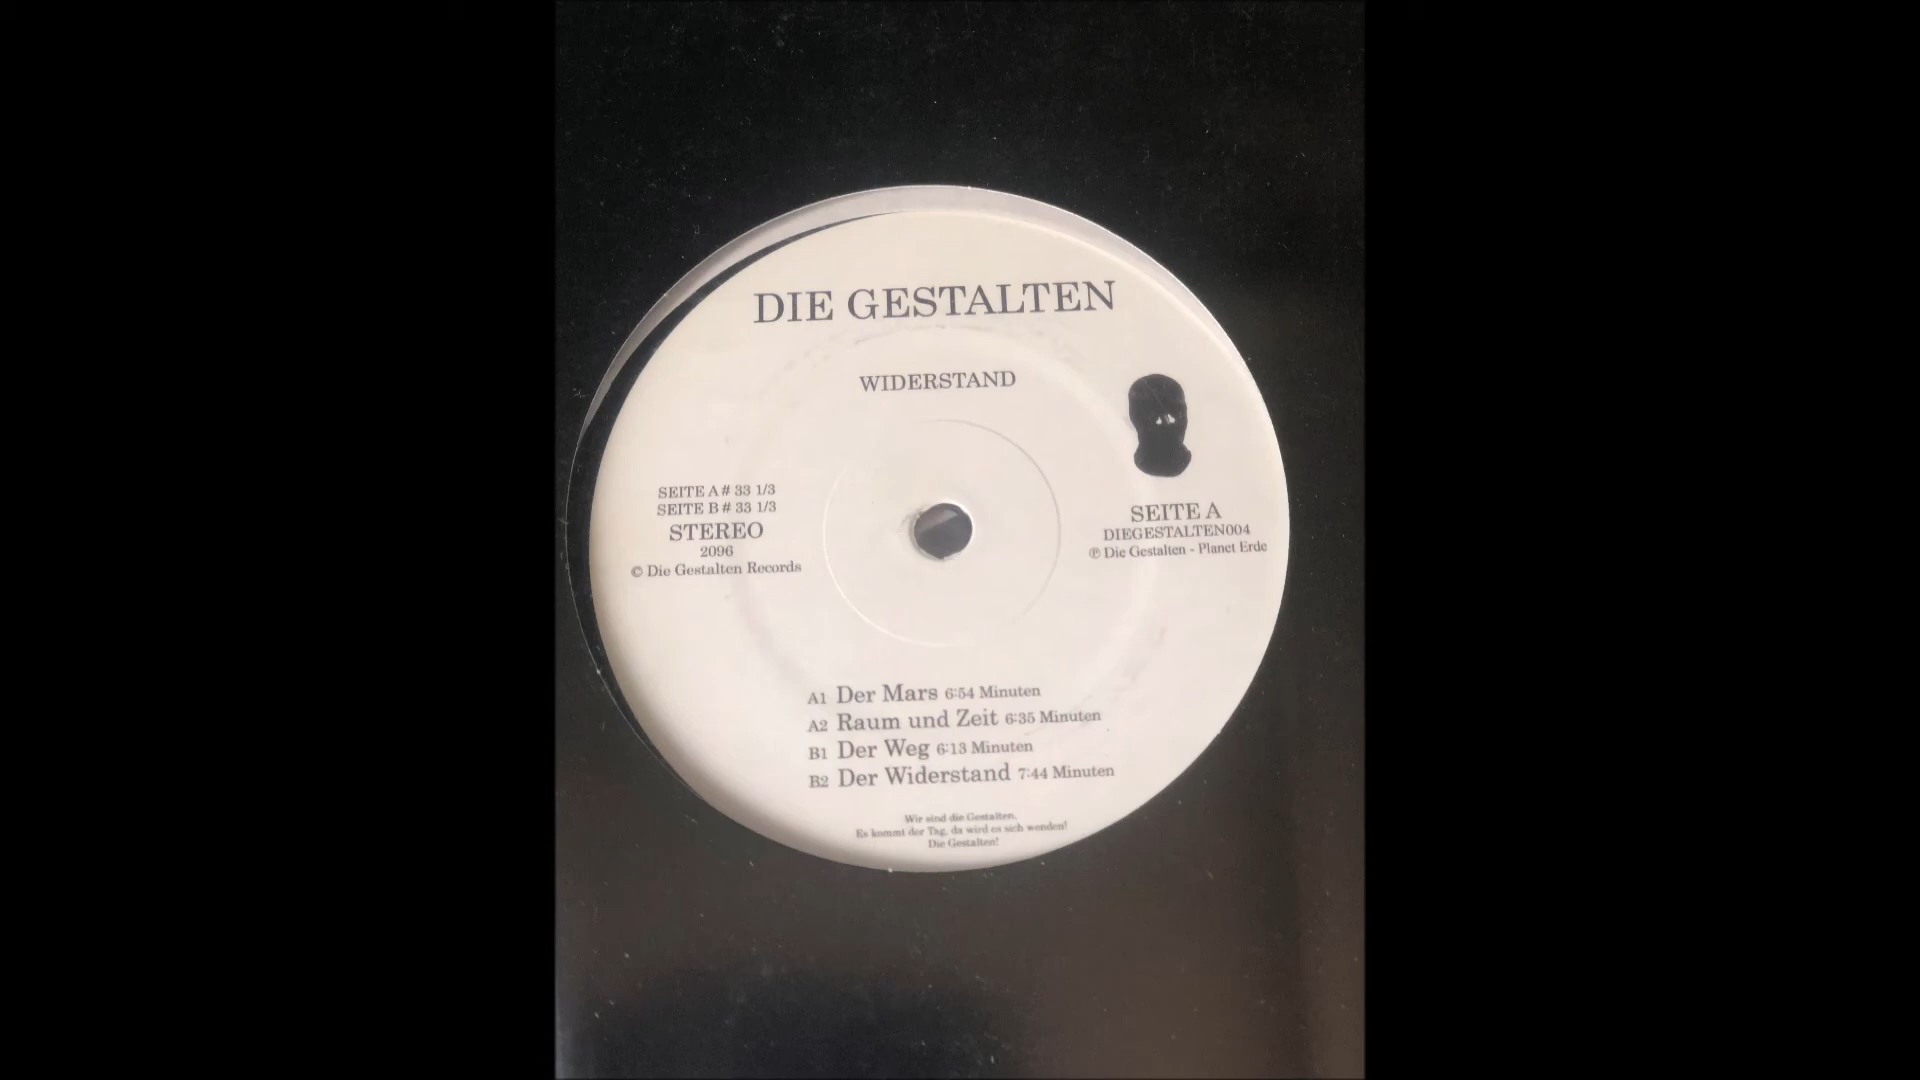 DIE GESTALTEN
WIDERSTAND
SEITE A # 33 1/3
SEITE B # 33 1/3
STEREO
2096
© Die Gestalten Records
SEITE A
DIEGESTALTEN004
℗ Die Gestalten - Planet Erde
A1 Der Mars 6:54 Minuten
A2 Raum und Zeit 6:35 Minuten
B1 Der Weg 6:13 Minuten
B2 Der Widerstand 7:44 Minuten
Wir sind die Gestalten.
Es kommt der Tag, da wird es sich wenden!
Die Gestalten!